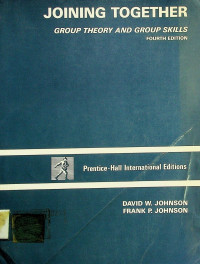 JOINING TOGETHER
GROUP THEORY AND GROUP SKILLS
FOURTH EDITION
Prentice-Hall International Editions
DAVID W. JOHNSON
FRANK P. JOHNSON